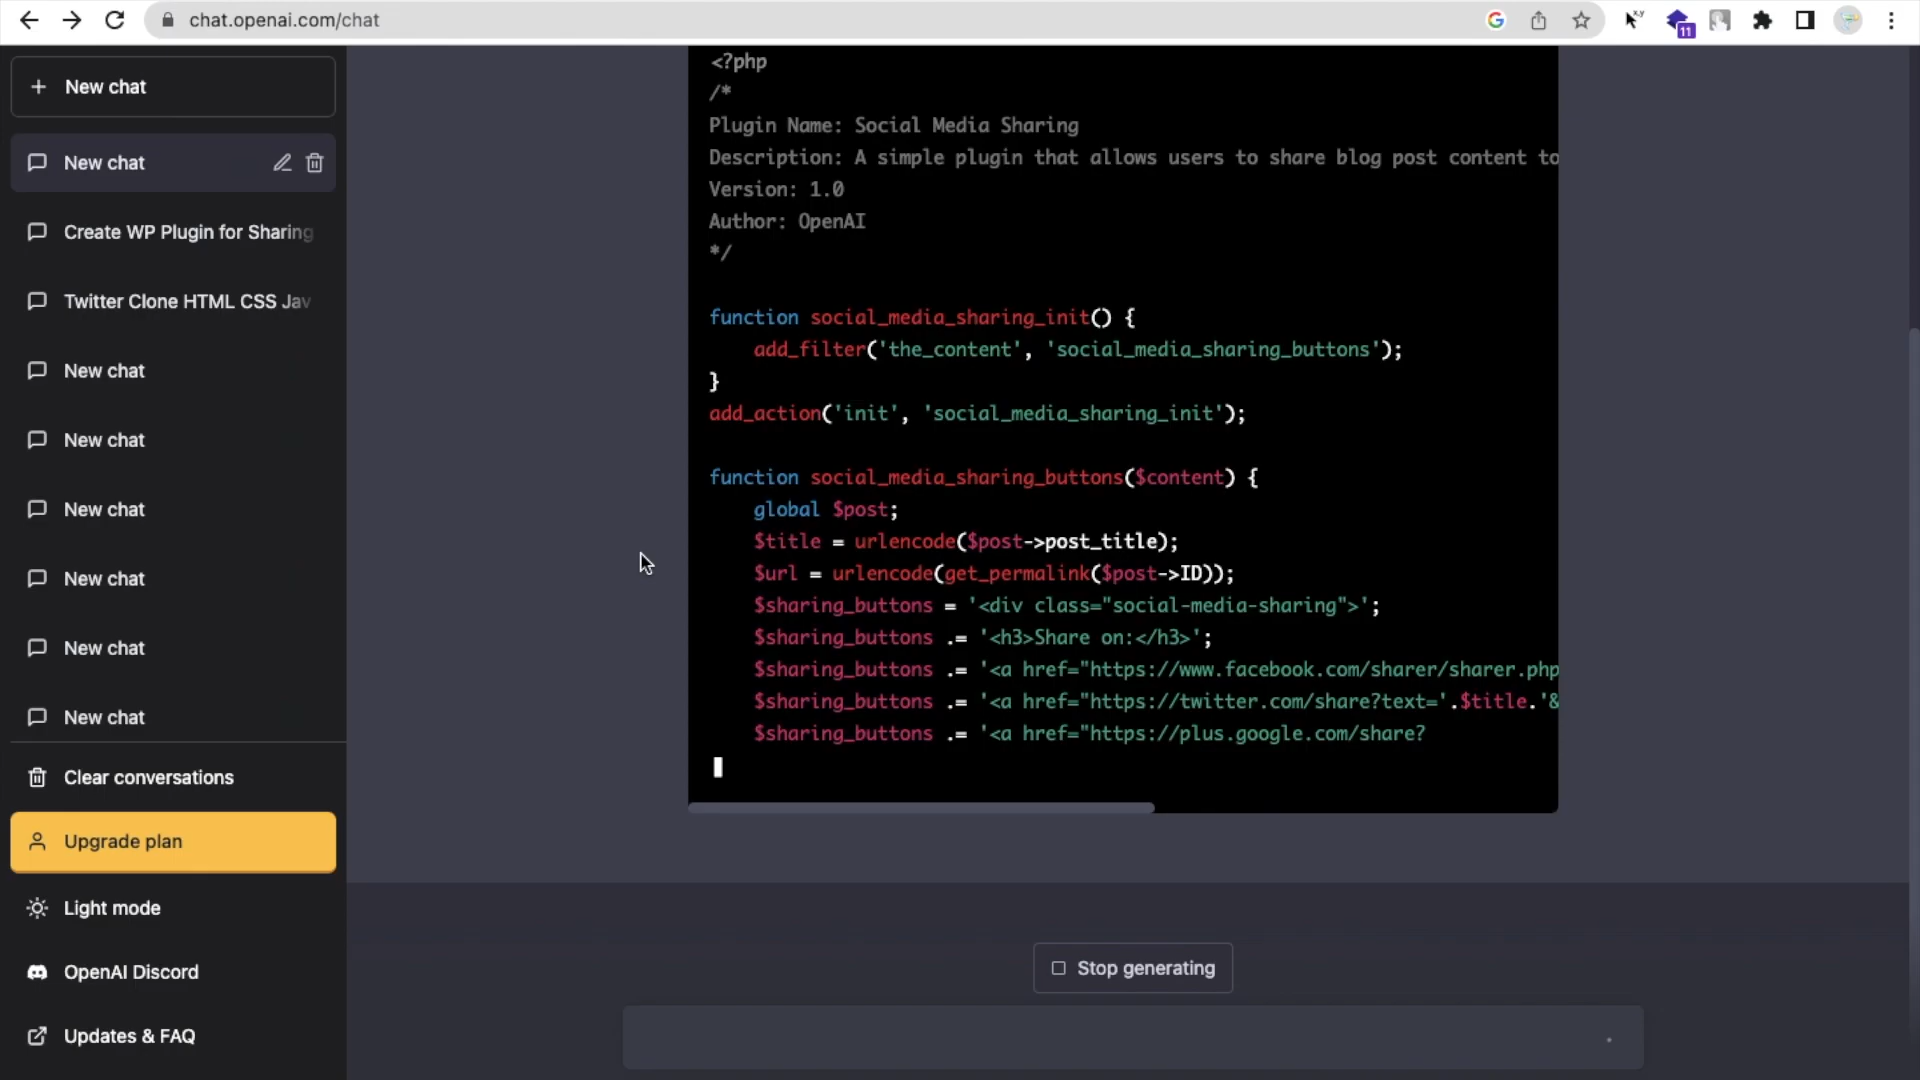 chat.openai.com/chat
11
New chat
New chat
Create WP Plugin for Sharing
Twitter Clone HTML CSS Jav
New chat
New chat
New chat
New chat
New chat
New chat
Clear conversations
Upgrade plan
Light mode
OpenAI Discord
Updates & FAQ
<?php
/*
Plugin Name: Social Media Sharing
Description: A simple plugin that allows users to share blog post content to
Version: 1.0
Author: OpenAI
*/
function social_media_sharing_init() {
add_filter('the_content', 'social_media_sharing_buttons');
}
add_action('init', 'social_media_sharing_init');
function social_media_sharing_buttons($content) {
global $post;
$title = urlencode($post->post_title);
$url = urlencode(get_permalink($post->ID));
$sharing_buttons = '<div class="social-media-sharing">';
$sharing_buttons .= '<h3>Share on:</h3>';
$sharing_buttons .= '<a href="https://www.facebook.com/sharer/sharer.php
$sharing_buttons .= '<a href="https://twitter.com/share?text='.$title.'&
$sharing_buttons .= '<a href="https://plus.google.com/share?
Stop generating